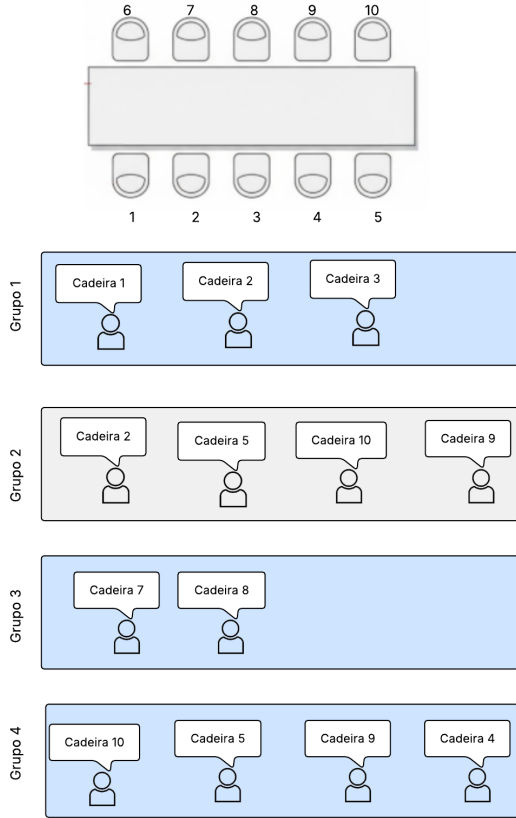 6 7 8 9 10
1 2 3 4 5
Grupo 1
Cadeira 1
Cadeira 2
Cadeira 3
Grupo 2
Cadeira 2
Cadeira 5
Cadeira 10
Cadeira 9
Grupo 3
Cadeira 7
Cadeira 8
Grupo 4
Cadeira 10
Cadeira 5
Cadeira 9
Cadeira 4